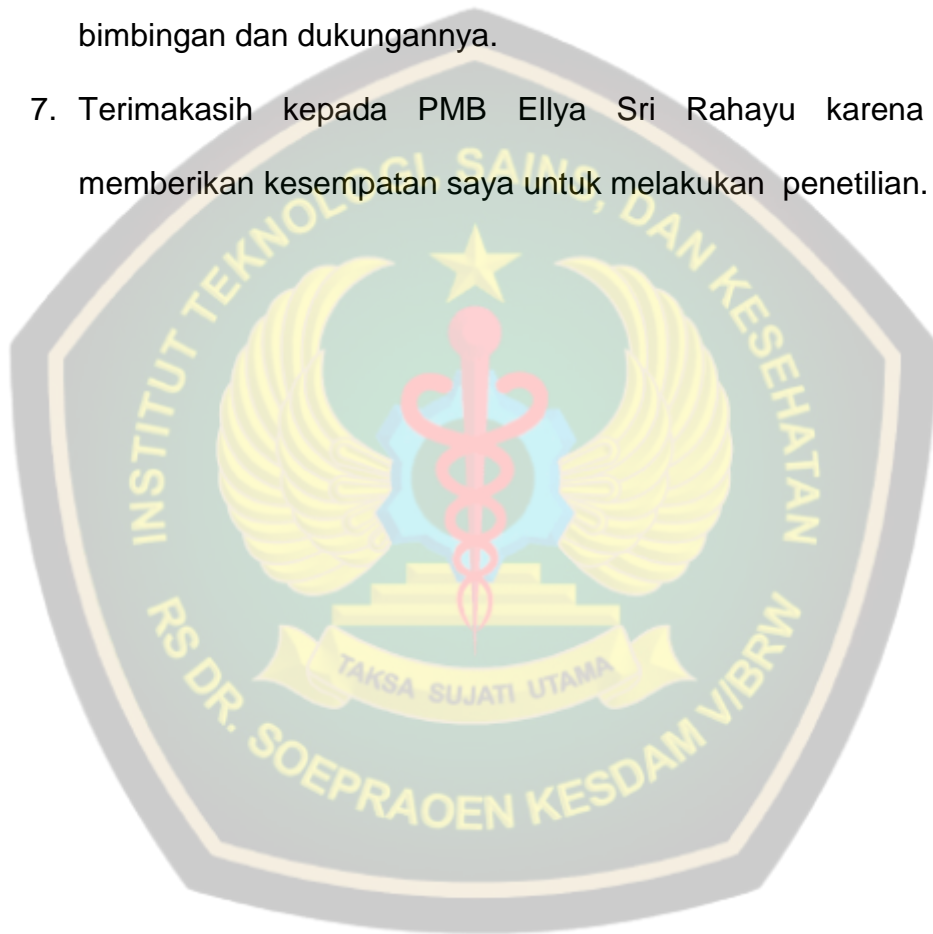 bimbingan dan dukungannya.
7. Terimakasih kepada PMB Ellya Sri Rahayu karena
memberikan kesempatan saya untuk melakukan penetilian.
INSTITUT TEKNOLOGI, SAINS, DAN KESEHATAN
TAKSA SUJATI UTAMA
RS DR. SOEPRAOEN KESDAM V/BRW